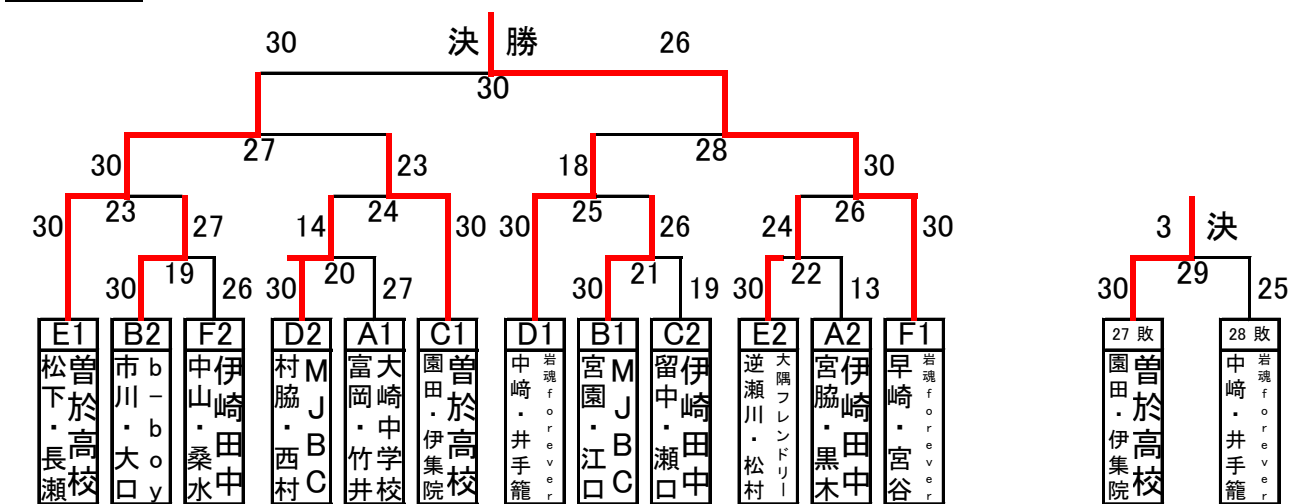 30 決 勝 26
30
27 28
30 23 18 30
23 24 25 26
30 27 14 30 30 26 24 30
19 20 21 22
30 26 30 27 30 19 30 13
3 決
29
30 25
E1 B2 F2 D2 A1 C1 D1 B1 C2 E2 A2 F1
曽於高校
松下・長瀬
b-boy
市川・大口
伊崎田中
中山・桑水
MJBC
村脇・西村
大崎中学校
富岡・竹井
曽於高校
園田・伊集院
岩魂forever
中﨑・井手籠
MJBC
宮園・江口
伊崎田中
留中・瀬口
大隅フレンドリー
逆瀬川・松村
伊崎田中
宮脇・黒木
岩魂forever
早崎・宮谷
27 敗
曽於高校
園田・伊集院
28 敗
岩魂forever
中﨑・井手籠